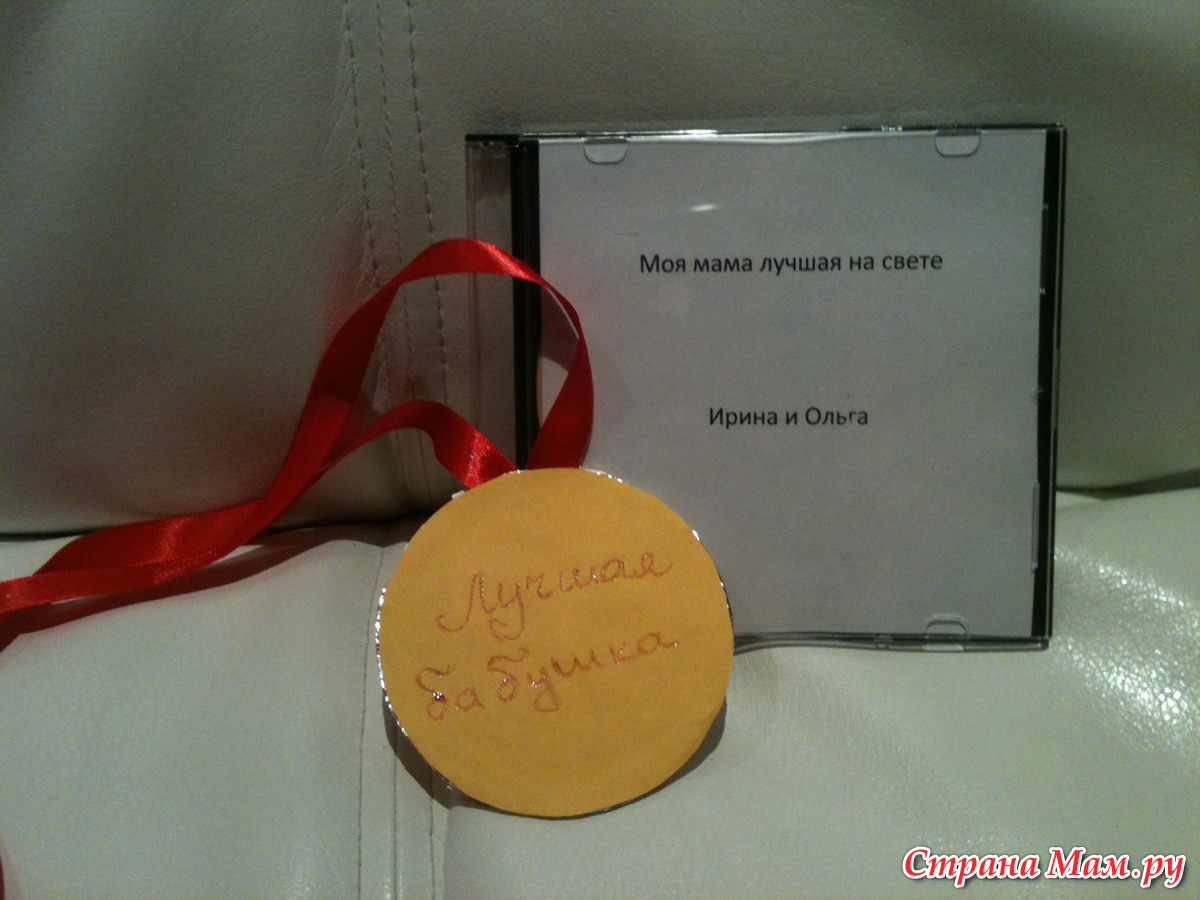 Моя мама лучшая на свете
Ирина и Ольга
Лучшая
бабушка
Страна Мам.ру